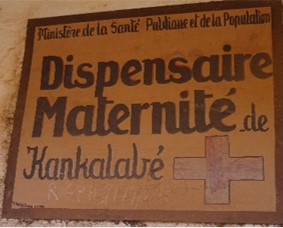 Ministère de la Santé Publique et de la Population
Dispensaire
Maternité de
Kankalabé